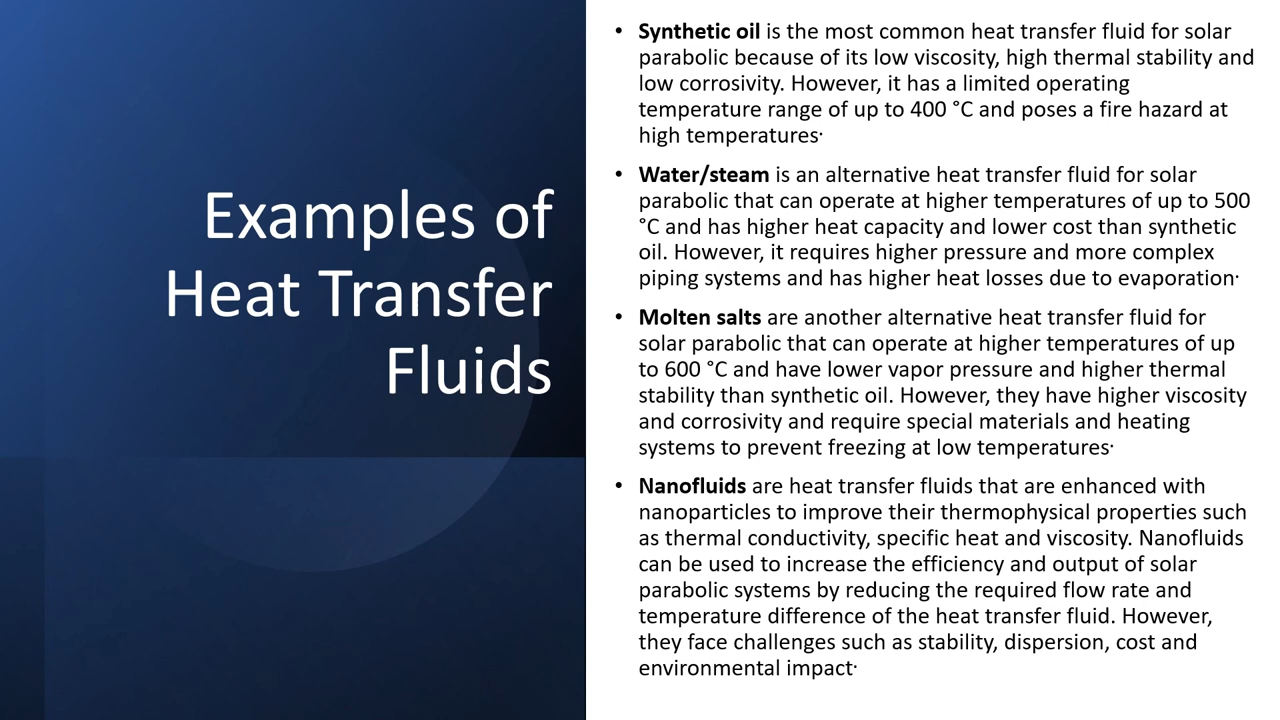 Examples of
Heat Transfer
Fluids
• Synthetic oil is the most common heat transfer fluid for solar
parabolic because of its low viscosity, high thermal stability and
low corrosivity. However, it has a limited operating
temperature range of up to 400 °C and poses a fire hazard at
high temperatures·
• Water/steam is an alternative heat transfer fluid for solar
parabolic that can operate at higher temperatures of up to 500
°C and has higher heat capacity and lower cost than synthetic
oil. However, it requires higher pressure and more complex
piping systems and has higher heat losses due to evaporation·
• Molten salts are another alternative heat transfer fluid for
solar parabolic that can operate at higher temperatures of up
to 600 °C and have lower vapor pressure and higher thermal
stability than synthetic oil. However, they have higher viscosity
and corrosivity and require special materials and heating
systems to prevent freezing at low temperatures·
• Nanofluids are heat transfer fluids that are enhanced with
nanoparticles to improve their thermophysical properties such
as thermal conductivity, specific heat and viscosity. Nanofluids
can be used to increase the efficiency and output of solar
parabolic systems by reducing the required flow rate and
temperature difference of the heat transfer fluid. However,
they face challenges such as stability, dispersion, cost and
environmental impact·